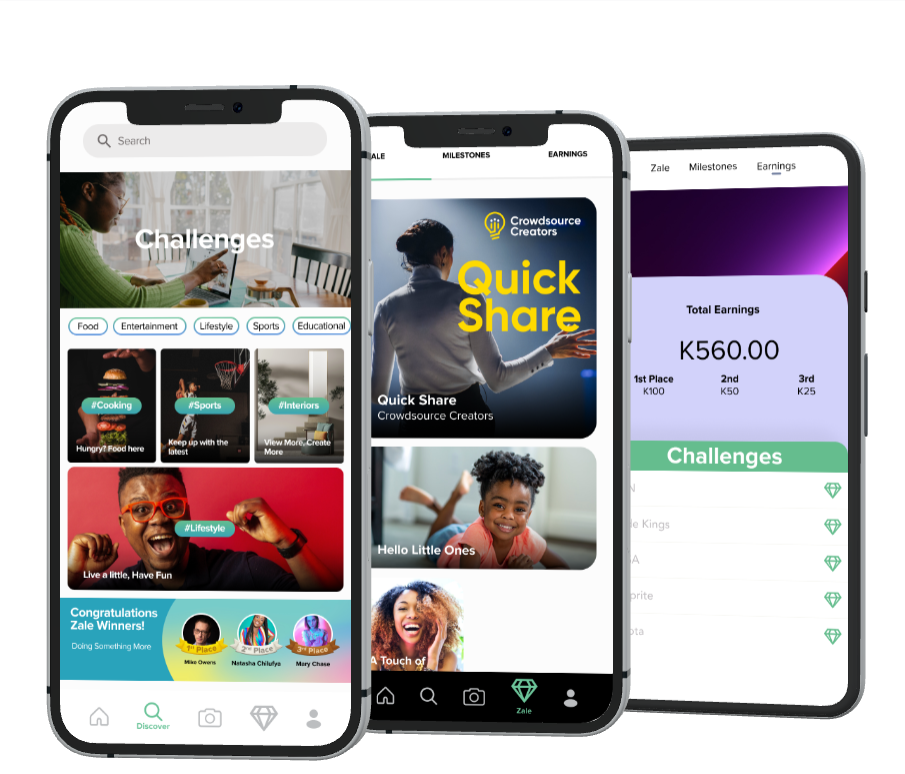 Search
Challenges
Food
Entertainment
Lifestyle
Sports
Educational
#Cooking
Hungry? Food here
#Sports
Keep up with the
latest
#Interiors
View More, Create
More
#Lifestyle
Live a little, Have Fun
Congratulations
Zale Winners!
Doing Something More
1st Place
Mike Owens
2nd Place
Natasha Chilufya
3rd Place
Mary Chase
Discover
ALE
MILESTONES
EARNINGS
Crowdsource
Creators
Quick
Share
Quick Share
Crowdsource Creators
Hello Little Ones
A Touch of
Zale
Zale
Milestones
Earnings
Total Earnings
K560.00
1st Place
K100
2nd
K50
3rd
K25
Challenges
N
le Kings
A
prite
ota